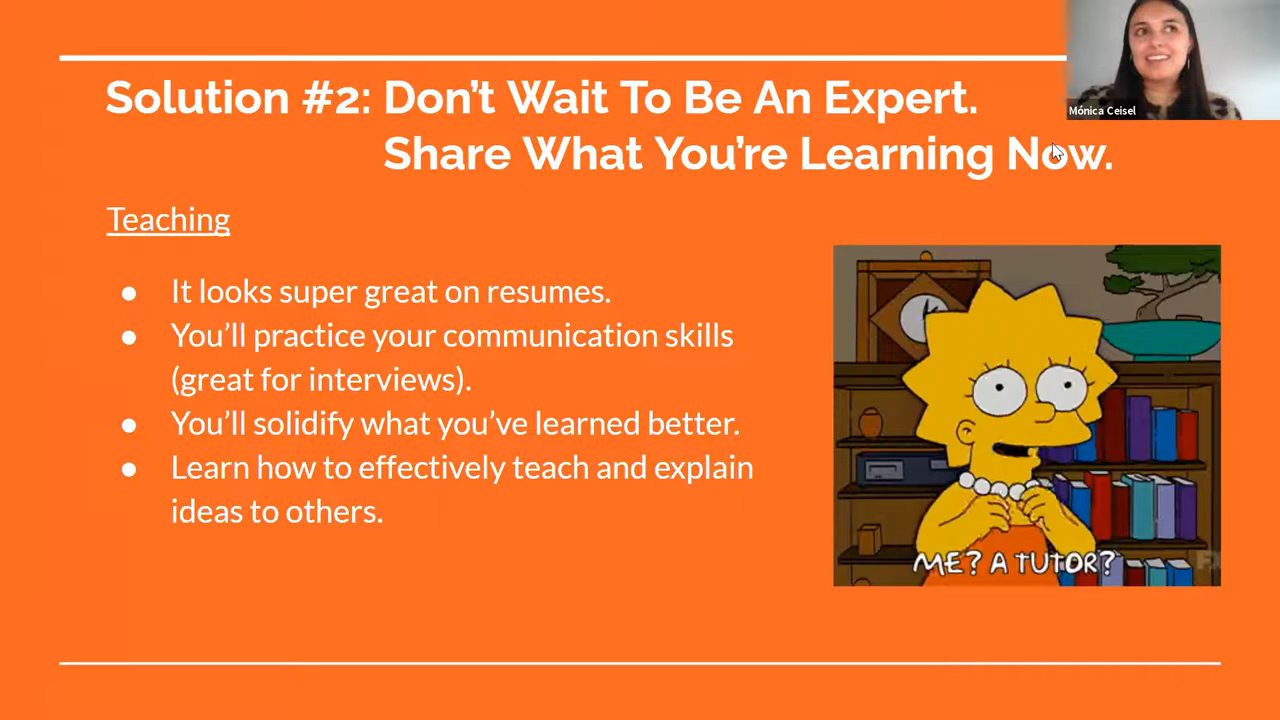 Solution #2: Don't Wait To Be An Expert.
Share What You're Learning Now.
Mónica Ceisel
Teaching
● It looks super great on resumes.
● You'll practice your communication skills
(great for interviews).
● You'll solidify what you've learned better.
● Learn how to effectively teach and explain
ideas to others.
ME? A TUTOR?